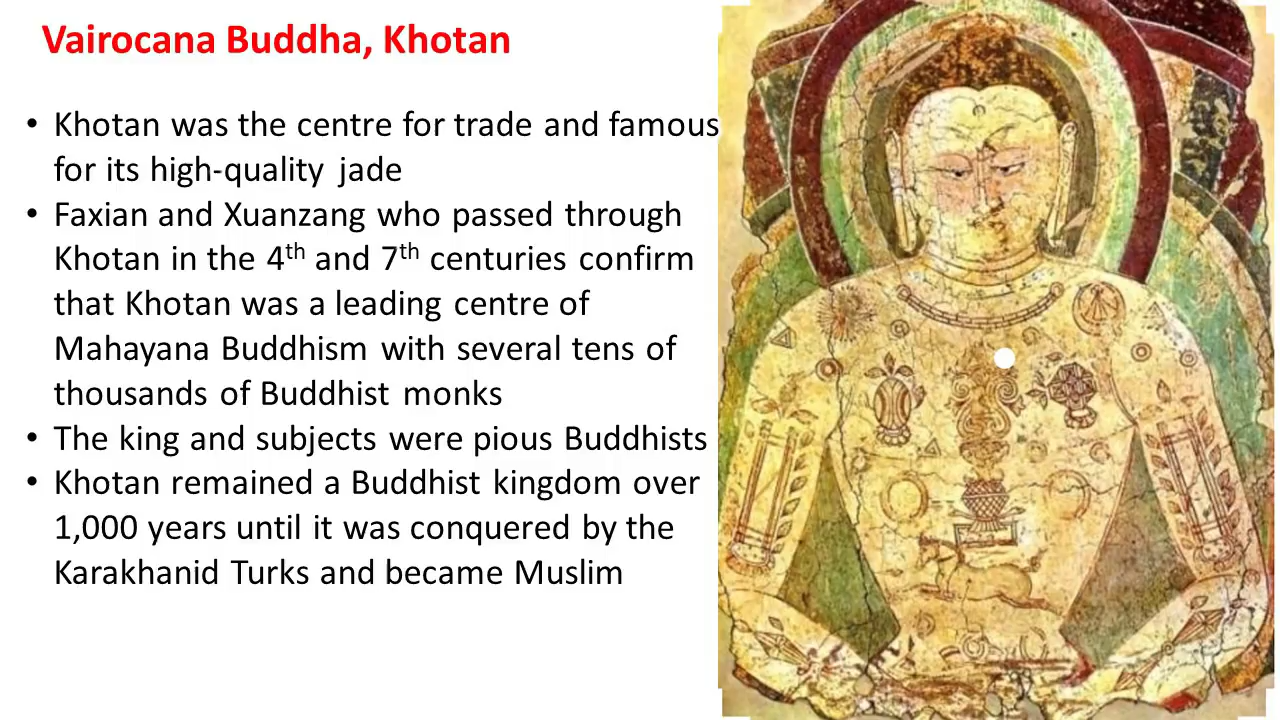 Vairocana Buddha, Khotan
• Khotan was the centre for trade and famous
for its high-quality jade
• Faxian and Xuanzang who passed through
Khotan in the 4th and 7th centuries confirm
that Khotan was a leading centre of
Mahayana Buddhism with several tens of
thousands of Buddhist monks
• The king and subjects were pious Buddhists
• Khotan remained a Buddhist kingdom over
1,000 years until it was conquered by the
Karakhanid Turks and became Muslim